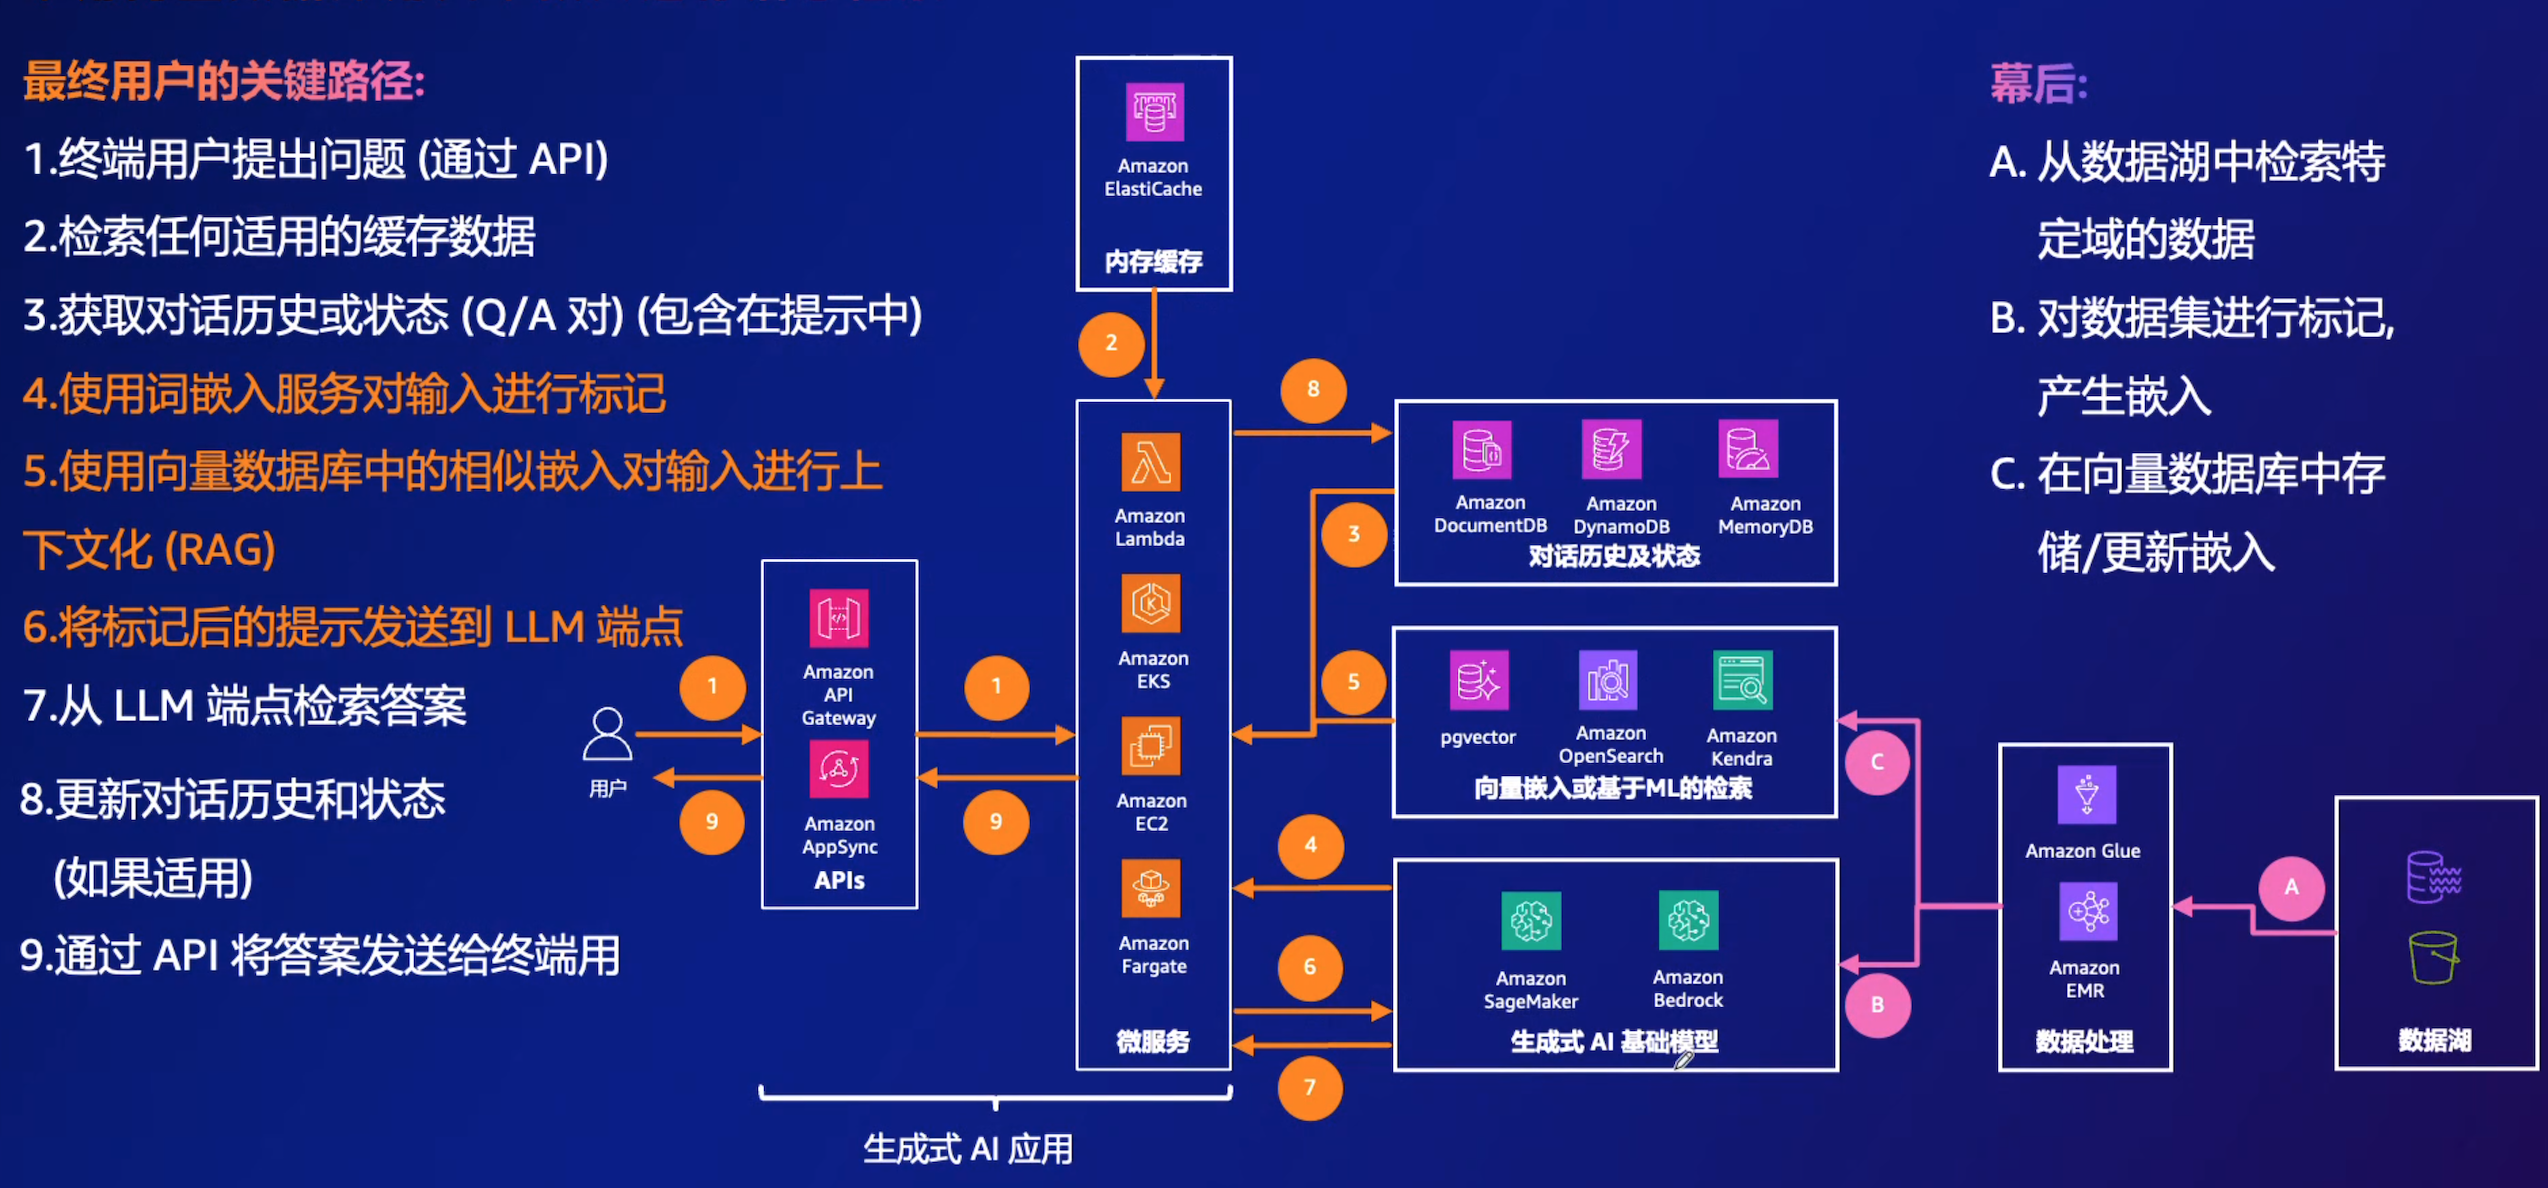 最终用户的关键路径:
1.终端用户提出问题 (通过 API)
2.检索任何适用的缓存数据
3.获取对话历史或状态 (Q/A 对) (包含在提示中)
4.使用词嵌入服务对输入进行标记
5.使用向量数据库中的相似嵌入对输入进行上
下文化 (RAG)
6.将标记后的提示发送到 LLM 端点
7.从 LLM 端点检索答案
8.更新对话历史和状态
(如果适用)
9.通过 API 将答案发送给终端用
用户
1
9
Amazon
API
Gateway
Amazon
AppSync
APIs
1
9
Amazon
ElastiCache
内存缓存
2
Amazon
Lambda
Amazon
EKS
Amazon
EC2
Amazon
Fargate
微服务
生成式 AI 应用
8
3
5
4
6
7
Amazon
DocumentDB
Amazon
DynamoDB
Amazon
MemoryDB
对话历史及状态
pgvector
Amazon
OpenSearch
Amazon
Kendra
向量嵌入或基于ML的检索
Amazon
SageMaker
Amazon
Bedrock
生成式 AI 基础模型
C
B
Amazon Glue
Amazon
EMR
数据处理
A
数据湖
幕后:
A. 从数据湖中检索特
定域的数据
B. 对数据集进行标记,
产生嵌入
C. 在向量数据库中存
储/更新嵌入